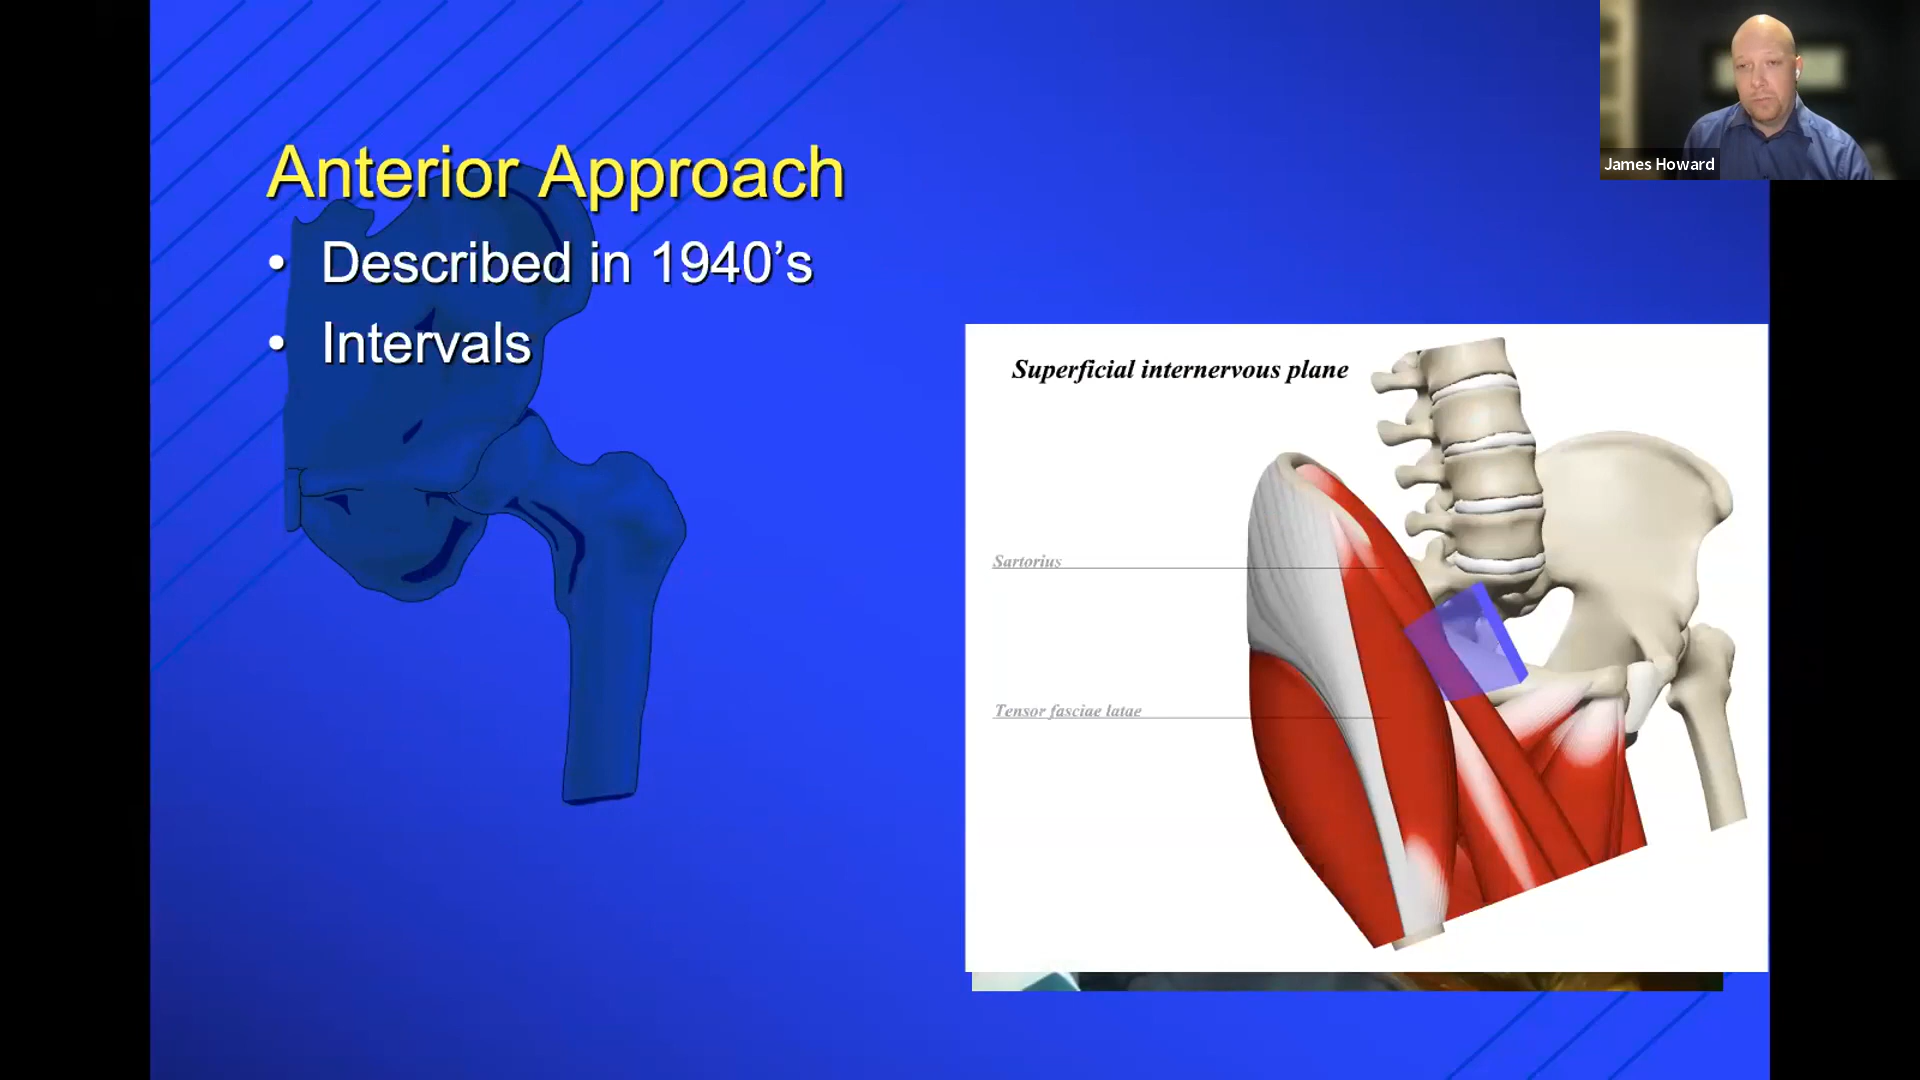 Anterior Approach
• Described in 1940’s
• Intervals
Superficial internervous plane
Sartorius
Tensor fasciae latae
James Howard